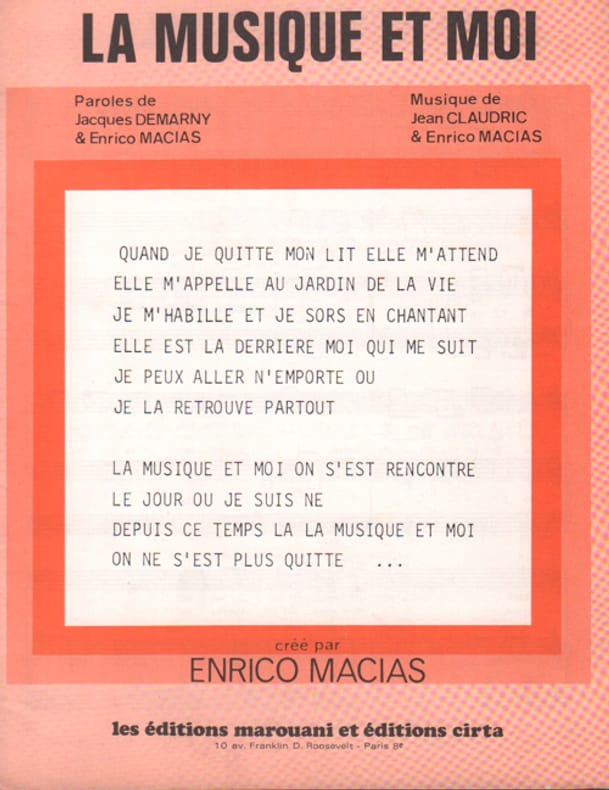 LA MUSIQUE ET MOI
Paroles de
Jacques DEMARNY
& Enrico MACIAS
Musique de
Jean CLAUDRIC
& Enrico MACIAS
QUAND JE QUITTE MON LIT ELLE M'ATTEND
ELLE M'APPELLE AU JARDIN DE LA VIE
JE M'HABILLE ET JE SORS EN CHANTANT
ELLE EST LA DERRIERE MOI QUI ME SUIT
JE PEUX ALLER N'EMPORTE OU
JE LA RETROUVE PARTOUT
LA MUSIQUE ET MOI ON S'EST RENCONTRE
LE JOUR OU JE SUIS NE
DEPUIS CE TEMPS LA LA MUSIQUE ET MOI
ON NE S'EST PLUS QUITTE ...
créé par
ENRICO MACIAS
les éditions marouani et éditions cirta
10 av. Franklin D. Roosevelt - Paris 8e